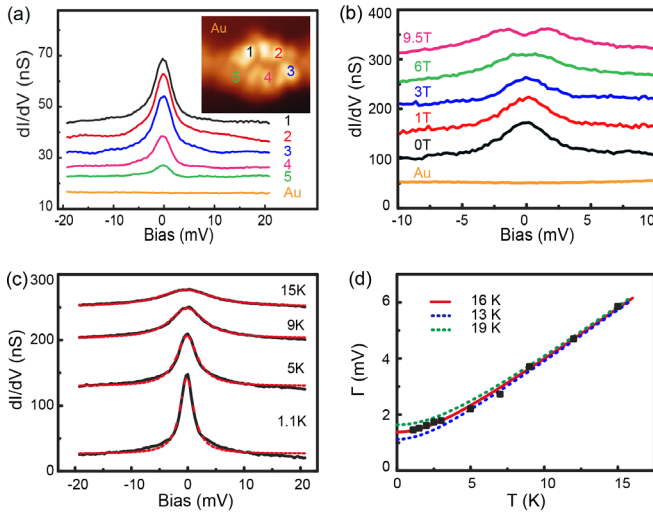 (a)
Au
1
2
3
4
5
70
50
30
10
dI/dV (nS)
1
2
3
4
5
Au
-20
-10
0
10
20
Bias (mV)
(b)
400
300
200
100
0
dI/dV (nS)
9.5T
6T
3T
1T
0T
Au
-10
-5
0
5
10
Bias (mV)
(c)
300
200
100
0
dI/dV (nS)
15K
9K
5K
1.1K
-20
-10
0
10
20
Bias (mV)
(d)
6
4
2
0
Γ (mV)
16 K
13 K
19 K
0
5
10
15
T (K)